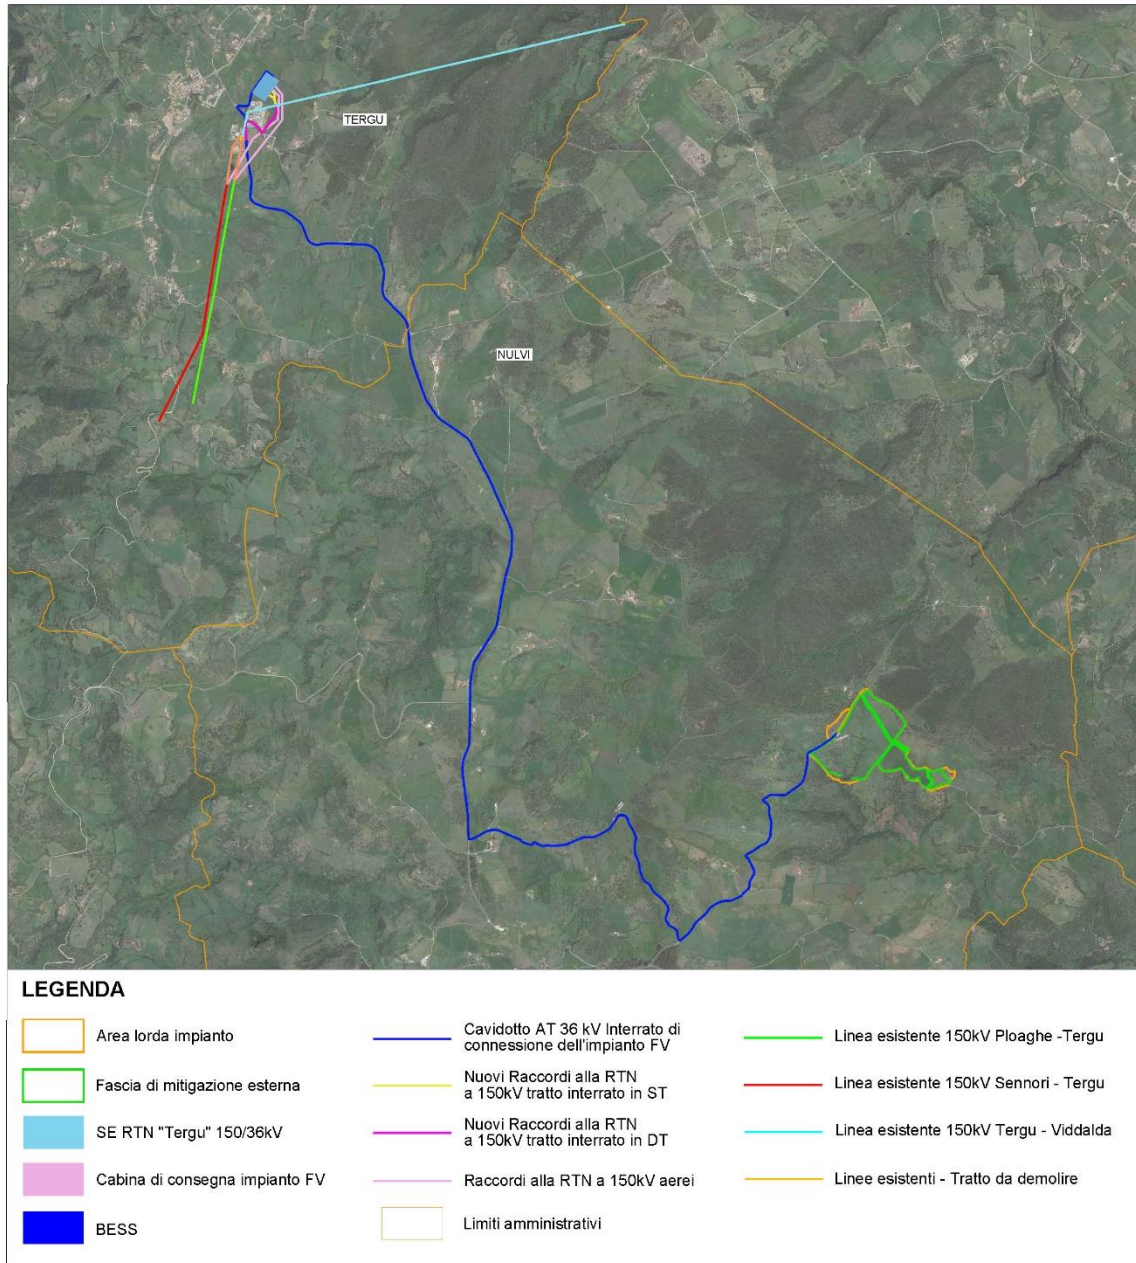 TERGU
NULVI
LEGENDA
Area lorda impianto
Fascia di mitigazione esterna
SE RTN "Tergu" 150/36kV
Cabina di consegna impianto FV
BESS
Cavidotto AT 36 kV Interrato di
connessione dell'impianto FV
Nuovi Raccordi alla RTN
a 150kV tratto interrato in ST
Nuovi Raccordi alla RTN
a 150kV tratto interrato in DT
Raccordi alla RTN a 150kV aerei
Limiti amministrativi
Linea esistente 150kV Ploaghe -Tergu
Linea esistente 150kV Sennori - Tergu
Linea esistente 150kV Tergu - Viddalda
Linee esistenti - Tratto da demolire